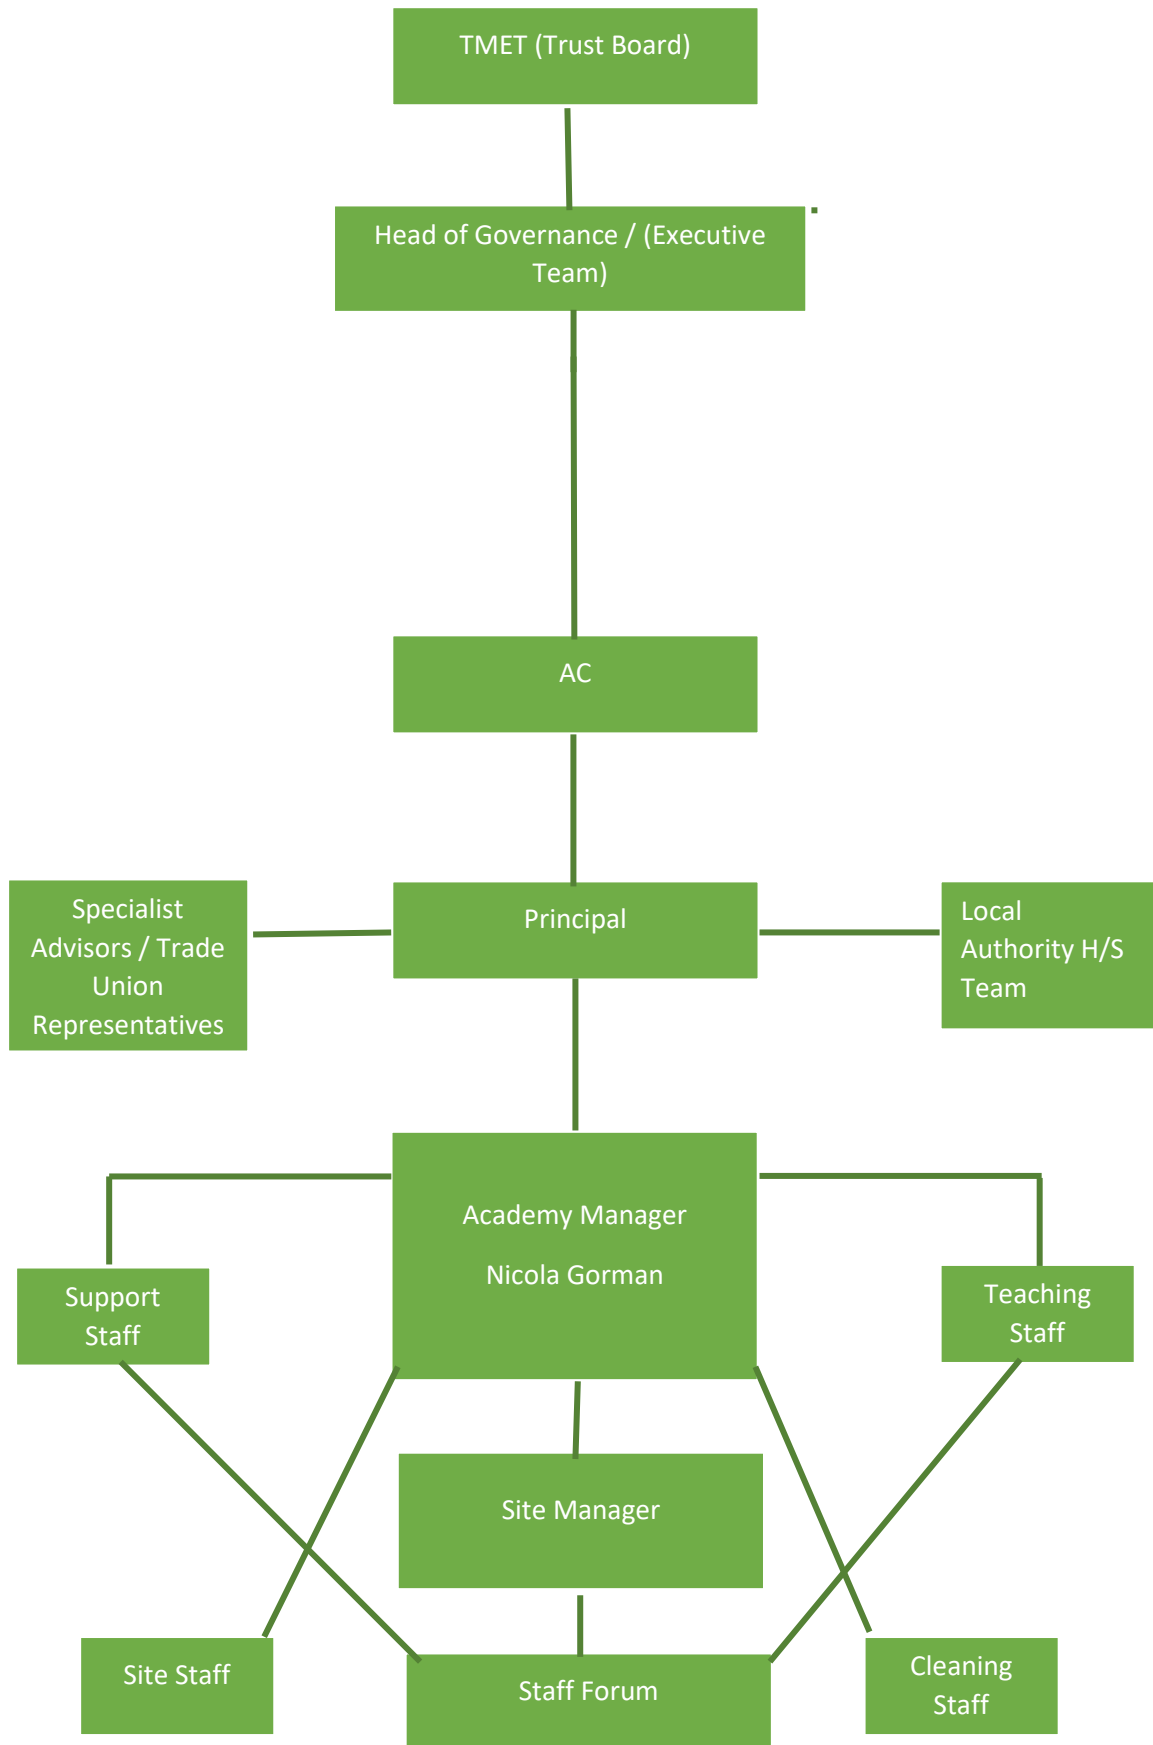 TMET (Trust Board)
Head of Governance / (Executive
Team)
AC
Specialist
Advisors / Trade
Union
Representatives
Principal
Local
Authority H/S
Team
Academy Manager
Nicola Gorman
Support
Staff
Teaching
Staff
Site Manager
Site Staff
Staff Forum
Cleaning
Staff